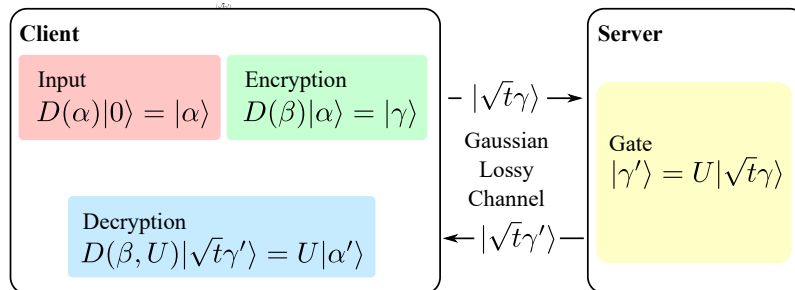 Client
Input
D(α)|0⟩ = |α⟩
Encryption
D(β)|α⟩ = |γ⟩
Decryption
D(β, U)|√tγ′⟩ = U|α′⟩
|√tγ⟩
Gaussian
Lossy
Channel
|√tγ′⟩
Server
Gate
|γ′⟩ = U|√tγ⟩